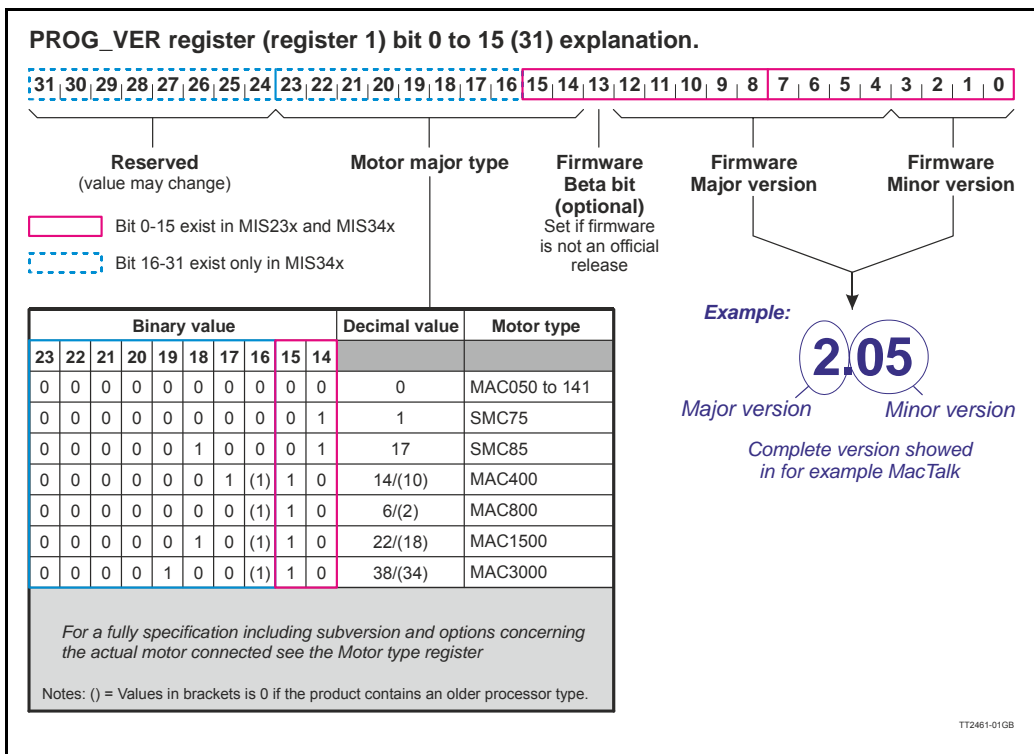 PROG_VER register (register 1) bit 0 to 15 (31) explanation.
31 30 29 28 27 26 25 24 23 22 21 20 19 18 17 16 15 14 13 12 11 10 9 8 7 6 5 4 3 2 1 0
Reserved
(value may change)
Motor major type
Firmware
Beta bit
(optional)
Set if firmware
is not an official
release
Firmware
Major version
Firmware
Minor version
Bit 0-15 exist in MIS23x and MIS34x
Bit 16-31 exist only in MIS34x
Binary value Decimal value Motor type
23 22 21 20 19 18 17 16 15 14
0 0 0 0 0 0 0 0 0 0 0 MAC050 to 141
0 0 0 0 0 0 0 0 0 1 1 SMC75
0 0 0 0 0 1 0 0 0 1 17 SMC85
0 0 0 0 0 0 1 (1) 1 0 14/(10) MAC400
0 0 0 0 0 0 0 (1) 1 0 6/(2) MAC800
0 0 0 0 0 1 0 (1) 1 0 22/(18) MAC1500
0 0 0 0 1 0 0 (1) 1 0 38/(34) MAC3000
For a fully specification including subversion and options concerning
the actual motor connected see the Motor type register
Notes: () = Values in brackets is 0 if the product contains an older processor type.
Example:
2.05
Major version
Minor version
Complete version showed
in for example MacTalk
TT2461-01GB